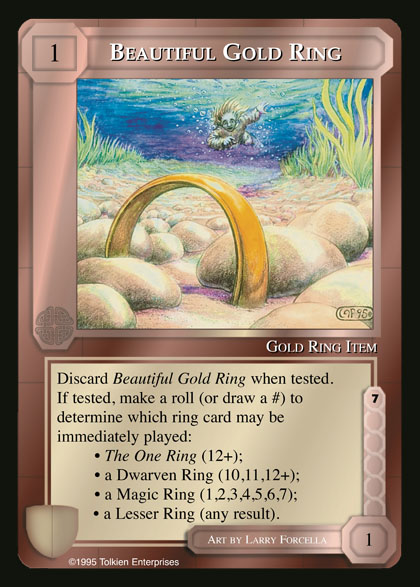 1
BEAUTIFUL GOLD RING
GOLD RING ITEM
Discard Beautiful Gold Ring when tested.
If tested, make a roll (or draw a #) to
determine which ring card may be
immediately played:
• The One Ring (12+);
• a Dwarven Ring (10,11,12+);
• a Magic Ring (1,2,3,4,5,6,7);
• a Lesser Ring (any result).
7
ART BY LARRY FORCELLA
1
©1995 Tolkien Enterprises